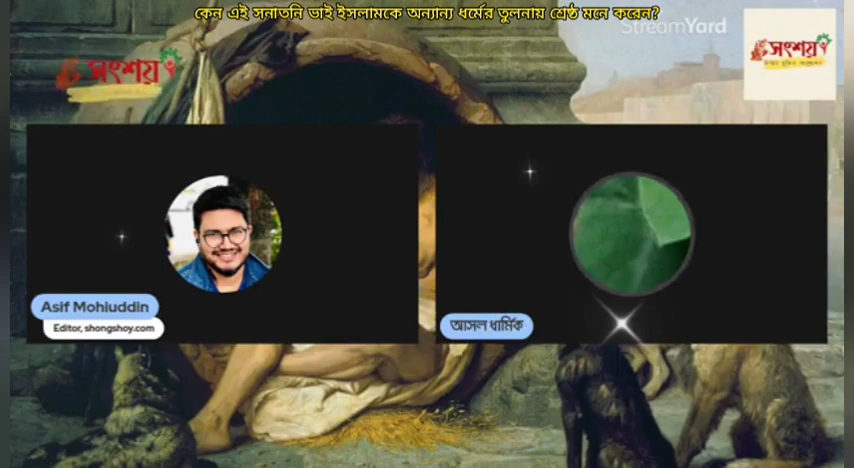 কেন এই সনাতনি ভাই ইসলামকে অন্যান্য ধর্মের তুলনায় শ্রেষ্ঠ মনে করেন?
StreamYard
সংশয়
সংশয়
Asif Mohiuddin
Editor, shongshoy.com
আসল ধার্মিক